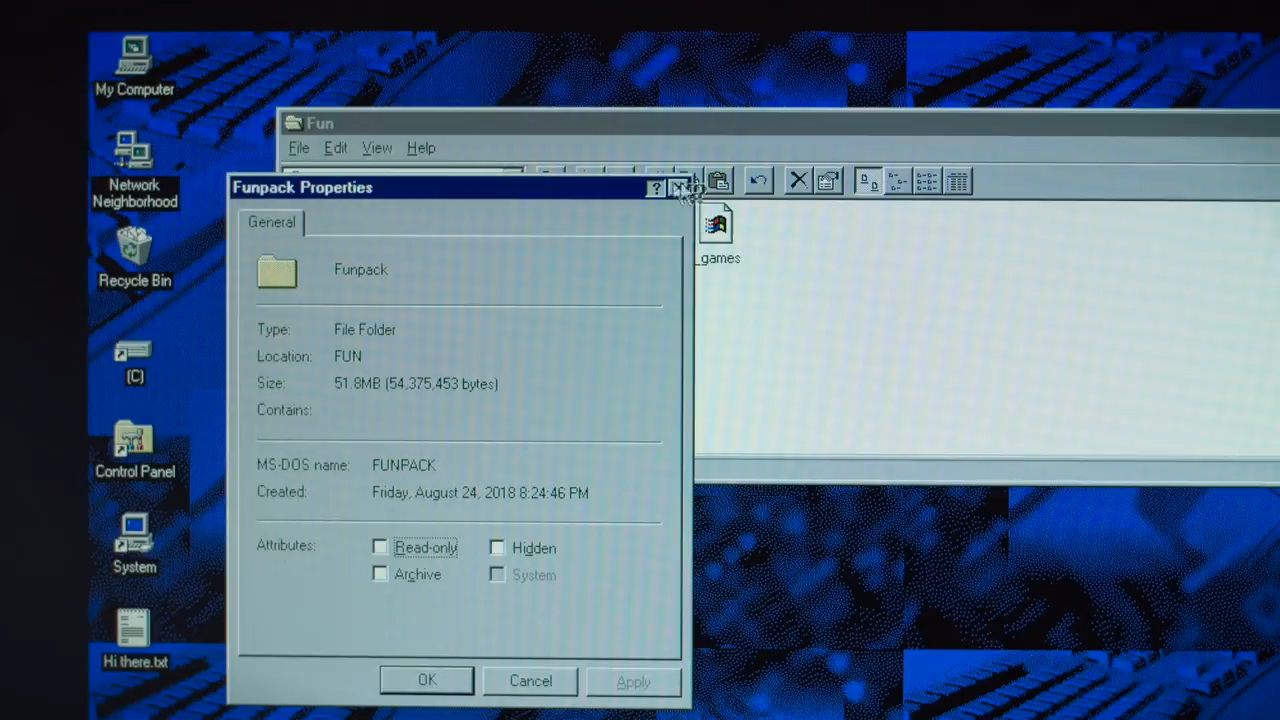 My Computer
Network
Neighborhood
Recycle Bin
(C)
Control Panel
System
Hi there.txt
Fun
File Edit View Help
Funpack Properties
General
Funpack
Type: File Folder
Location: FUN
Size: 51.8MB (54,375,453 bytes)
Contains:
MS-DOS name: FUNPACK
Created: Friday, August 24, 2018 8:24:46 PM
Attributes: Read-only Hidden
Archive System
OK Cancel Apply
_games